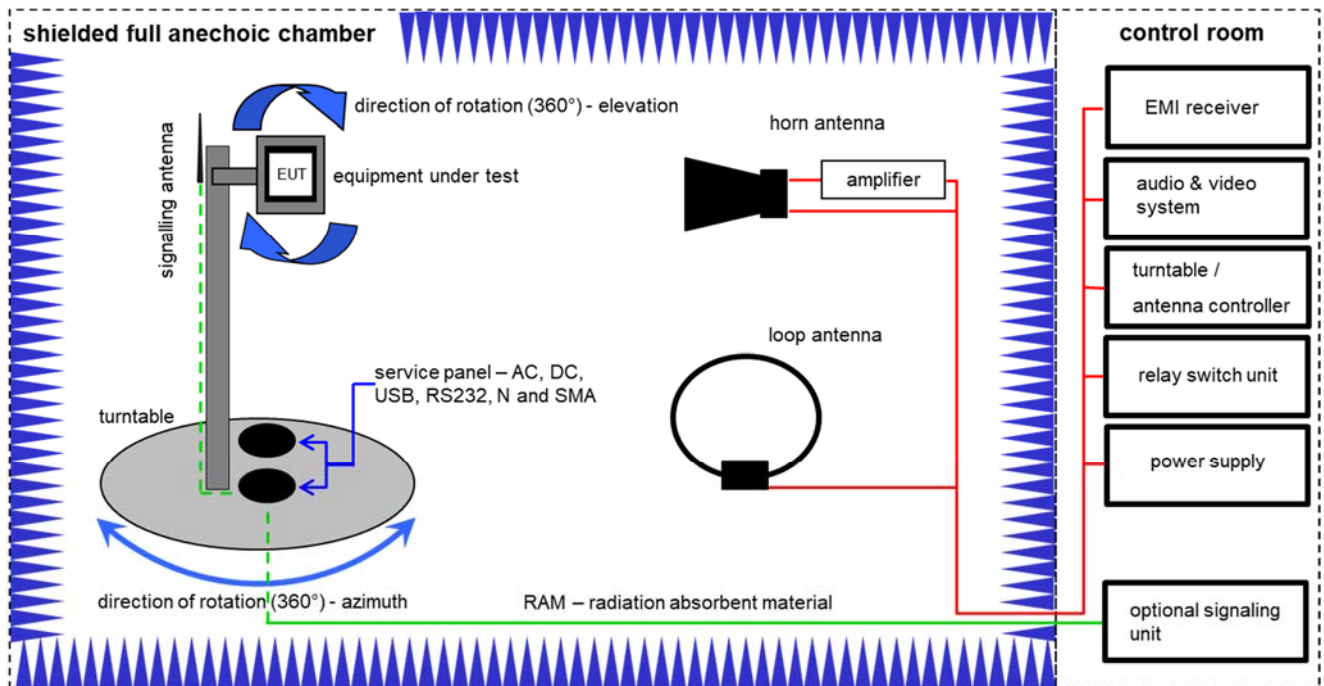 shielded full anechoic chamber
control room
direction of rotation (360°) - elevation
signalling antenna
EUT
equipment under test
horn antenna
amplifier
loop antenna
service panel – AC, DC,
USB, RS232, N and SMA
turntable
direction of rotation (360°) - azimuth
RAM – radiation absorbent material
EMI receiver
audio & video
system
turntable /
antenna controller
relay switch unit
power supply
optional signaling
unit